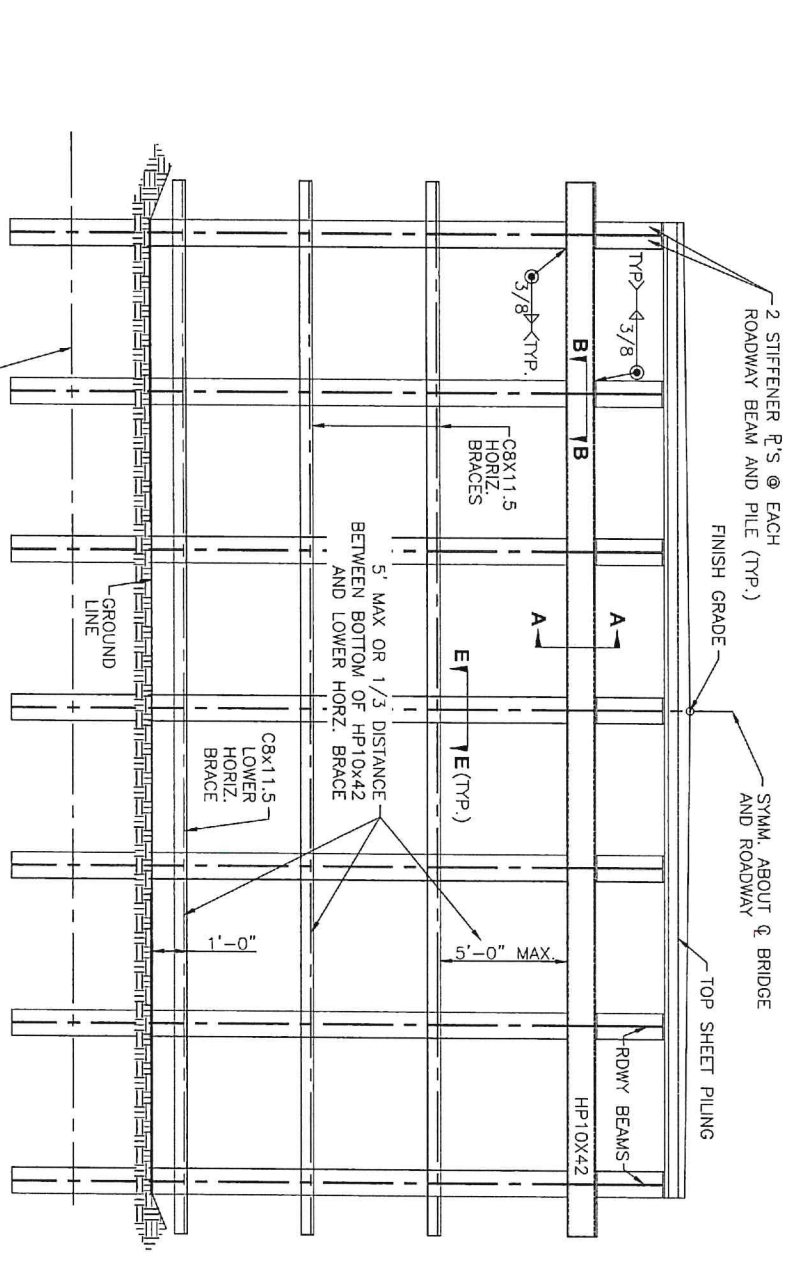 2 STIFFENER ℙ'S @ EACH
ROADWAY BEAM AND PILE (TYP.)
FINISH GRADE
SYMM. ABOUT ℄ BRIDGE
AND ROADWAY
TOP SHEET PILING
TYP
3/8
3/8
TYP.
B
B
A
A
RDWY BEAMS
HP10X42
C8X11.5
HORIZ.
BRACES
E
E (TYP.)
5'-0" MAX.
5' MAX OR 1/3 DISTANCE
BETWEEN BOTTOM OF HP10x42
AND LOWER HORZ. BRACE
C8x11.5
LOWER
HORIZ.
BRACE
1'-0"
GROUND
LINE